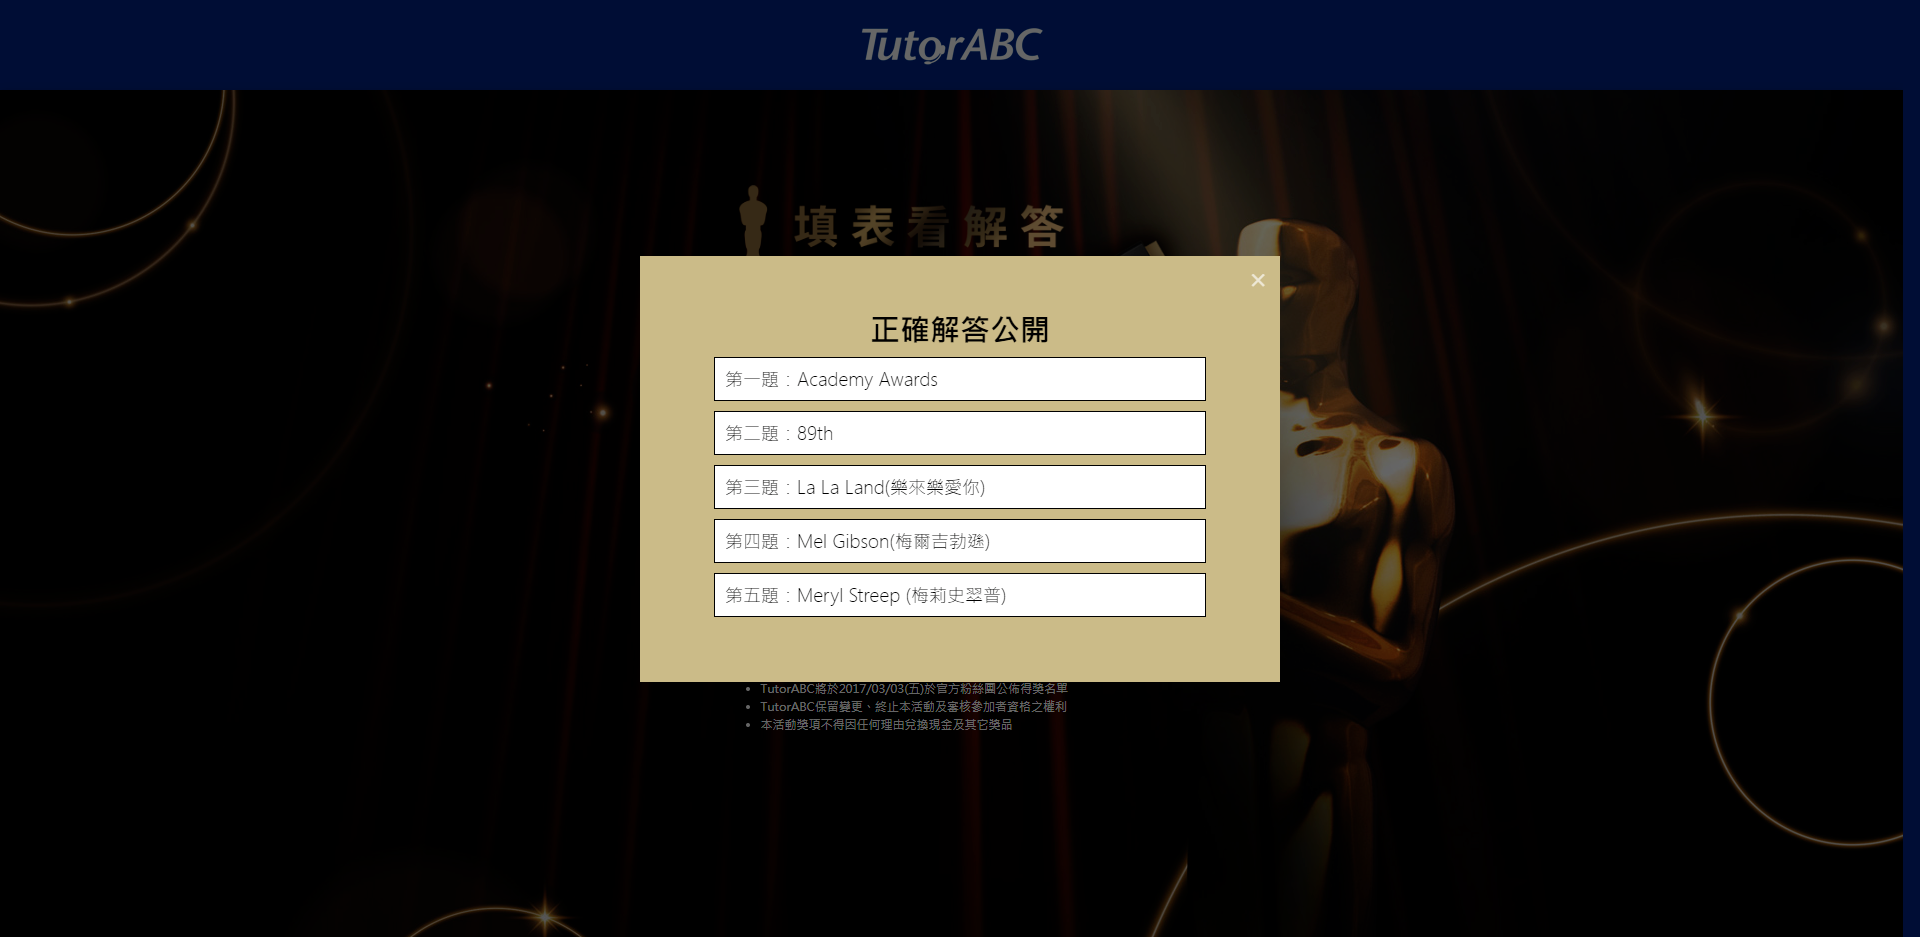 TutorABC
填表看解答
×
正確解答公開
第一題：Academy Awards
第二題：89th
第三題：La La Land(樂來樂愛你)
第四題：Mel Gibson(梅爾吉勃遜)
第五題：Meryl Streep (梅莉史翠普)
• TutorABC將於2017/03/03(五)於官方粉絲團公佈得獎名單
• TutorABC保留變更、終止本活動及審核參加者資格之權利
• 本活動獎項不得因任何理由兌換現金及其它獎品